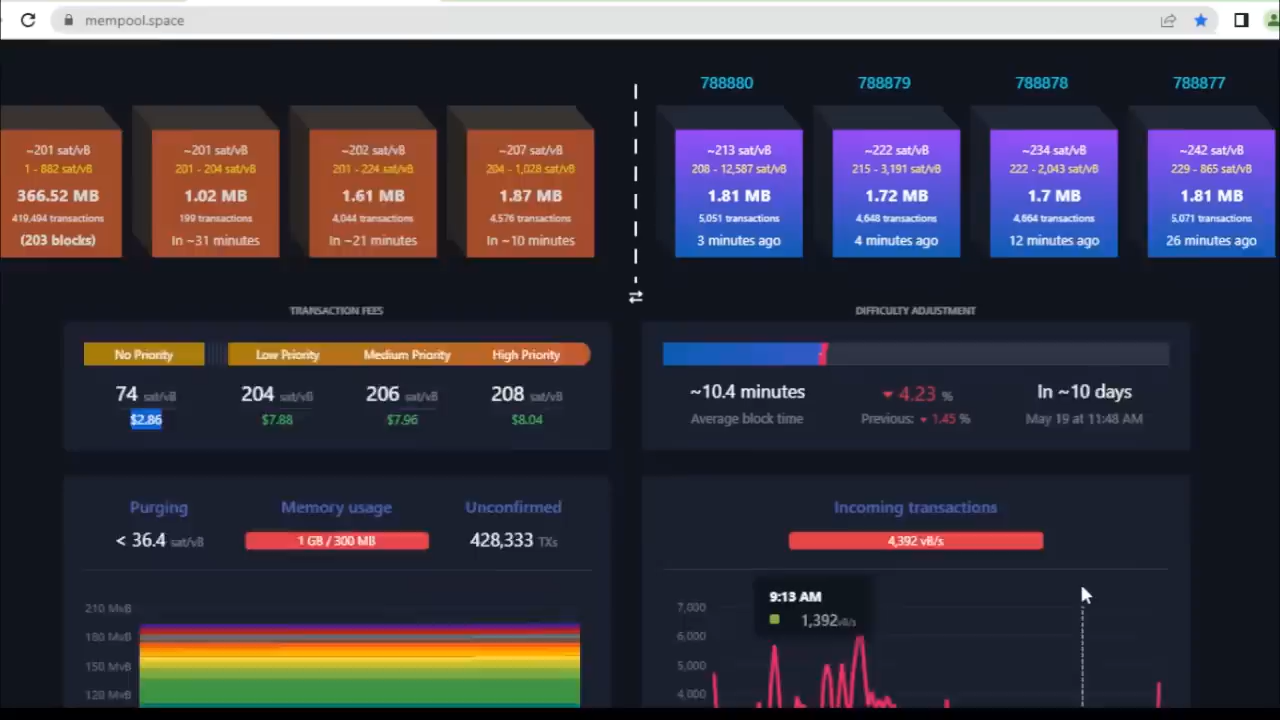 mempool.space
788880
788879
788878
788877
~201 sat/vB
1 - 882 sat/vB
366.52 MB
419,494 transactions
(203 blocks)
~201 sat/vB
201 - 204 sat/vB
1.02 MB
199 transactions
In ~31 minutes
~202 sat/vB
201 - 224 sat/vB
1.61 MB
4,044 transactions
In ~21 minutes
~207 sat/vB
204 - 1,028 sat/vB
1.87 MB
4,576 transactions
In ~10 minutes
~213 sat/vB
208 - 12,587 sat/vB
1.81 MB
5,051 transactions
3 minutes ago
~222 sat/vB
215 - 3,191 sat/vB
1.72 MB
4,648 transactions
4 minutes ago
~234 sat/vB
222 - 2,043 sat/vB
1.7 MB
4,664 transactions
12 minutes ago
~242 sat/vB
229 - 865 sat/vB
1.81 MB
5,071 transactions
26 minutes ago
TRANSACTION FEES
No Priority
Low Priority
Medium Priority
High Priority
74 sat/vB
204 sat/vB
206 sat/vB
208 sat/vB
$2.86
$7.88
$7.96
$8.04
DIFFICULTY ADJUSTMENT
~10.4 minutes
4.23 %
In ~10 days
Average block time
Previous: 1.45 %
May 19 at 11:48 AM
Purging
Memory usage
Unconfirmed
< 36.4 sat/vB
1 GB / 300 MB
428,333 TXs
210 MvB
180 MvB
150 MvB
120 MvB
Incoming transactions
4,392 vB/s
9:13 AM
1,392 vB/s
7,000
6,000
5,000
4,000